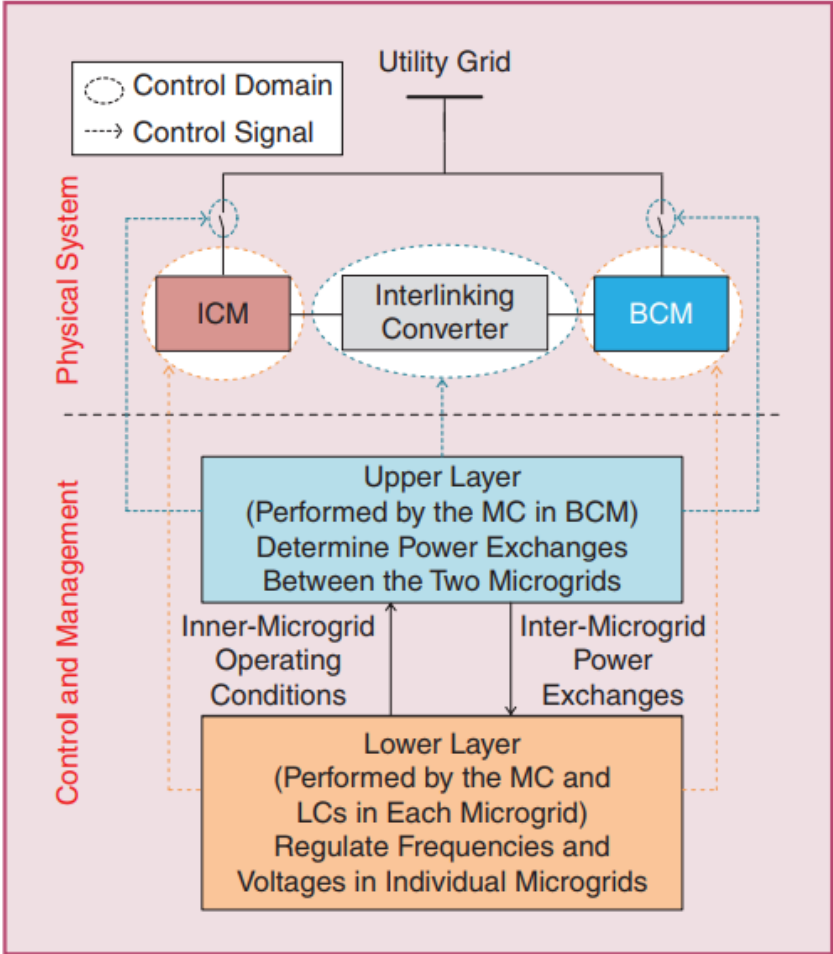 Utility Grid
Control Domain
Control Signal
Physical System
ICM
Interlinking
Converter
BCM
Control and Management
Upper Layer
(Performed by the MC in BCM)
Determine Power Exchanges
Between the Two Microgrids
Inner-Microgrid
Operating
Conditions
Inter-Microgrid
Power
Exchanges
Lower Layer
(Performed by the MC and
LCs in Each Microgrid)
Regulate Frequencies and
Voltages in Individual Microgrids